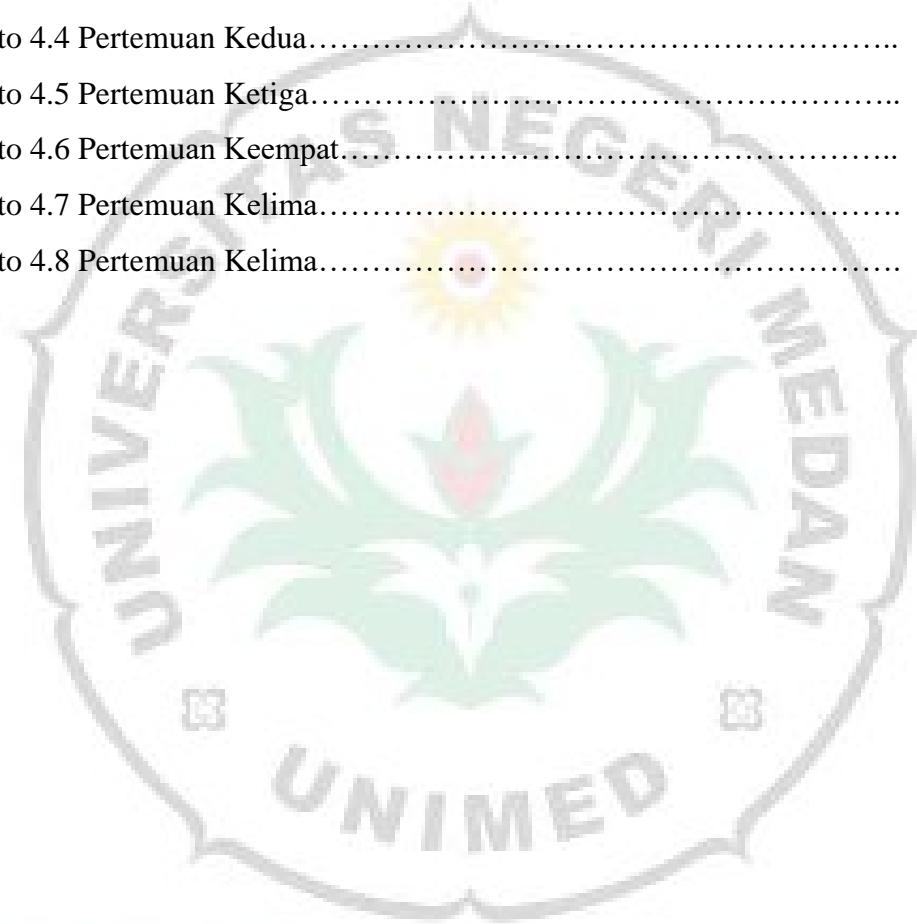 to 4.4 Pertemuan Kedua…………………………………………………………..
to 4.5 Pertemuan Ketiga…………………………………………………………..
to 4.6 Pertemuan Keempat………………………………………………………..
to 4.7 Pertemuan Kelima………………………………………………………….
to 4.8 Pertemuan Kelima………………………………………………………….
UNIVERSITAS NEGERI MEDAN
UNIMED